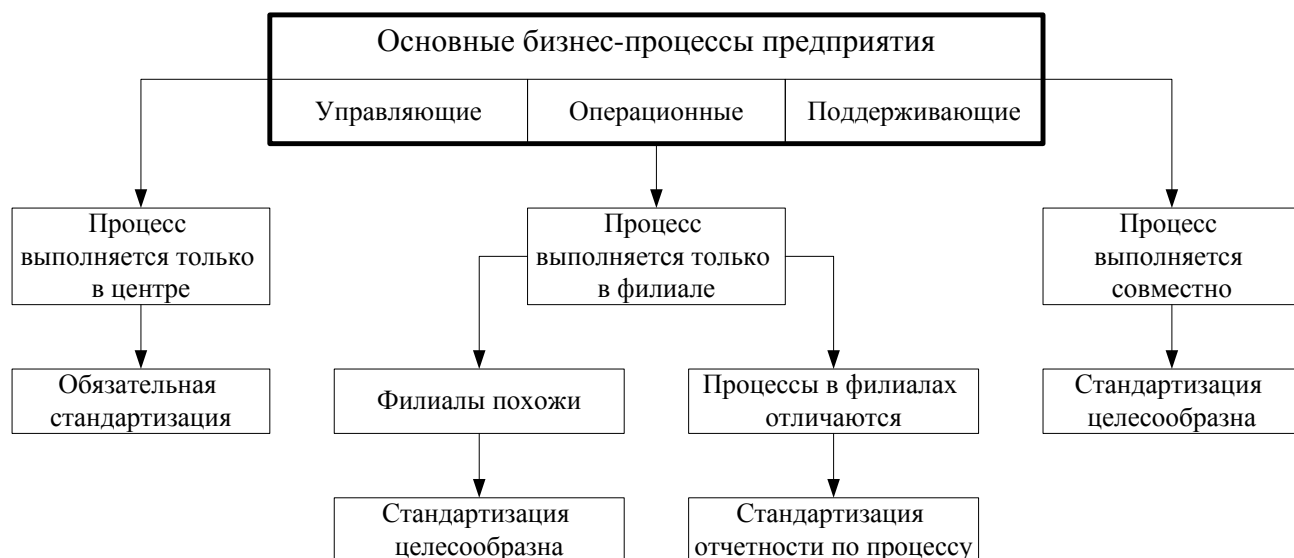 Основные бизнес-процессы предприятия
Управляющие
Операционные
Поддерживающие
Процесс
выполняется только
в центре
Процесс
выполняется только
в филиале
Процесс
выполняется
совместно
Обязательная
стандартизация
Филиалы похожи
Процессы в филиалах
отличаются
Стандартизация
целесообразна
Стандартизация
целесообразна
Стандартизация
отчетности по процессу